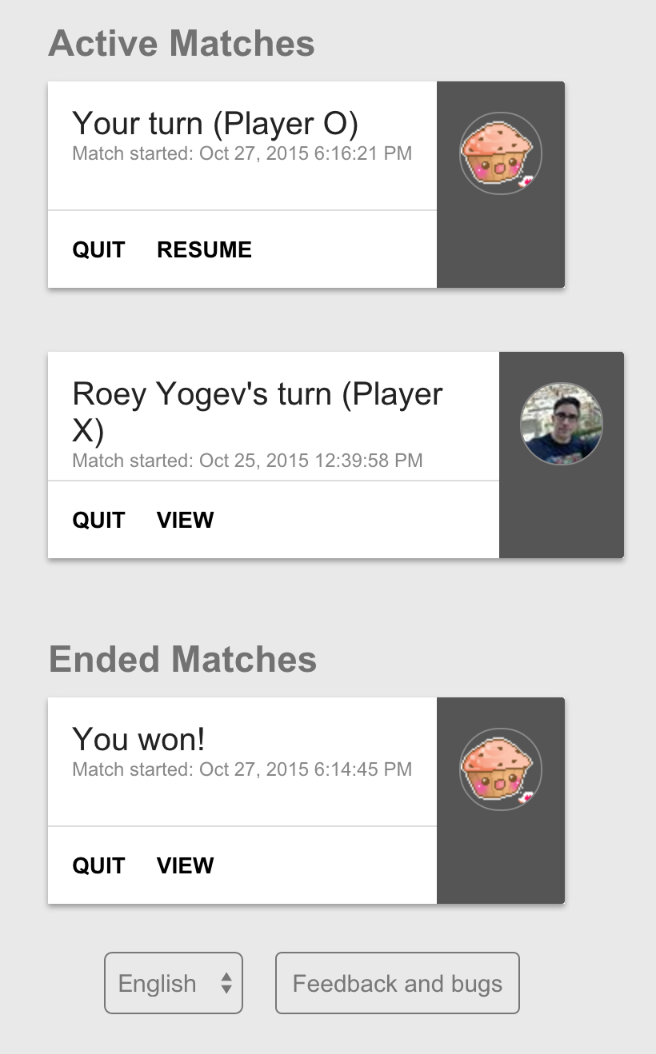 Active Matches
Your turn (Player O)
Match started: Oct 27, 2015 6:16:21 PM
QUIT RESUME
Roey Yogev's turn (Player
X)
Match started: Oct 25, 2015 12:39:58 PM
QUIT VIEW
Ended Matches
You won!
Match started: Oct 27, 2015 6:14:45 PM
QUIT VIEW
English Feedback and bugs